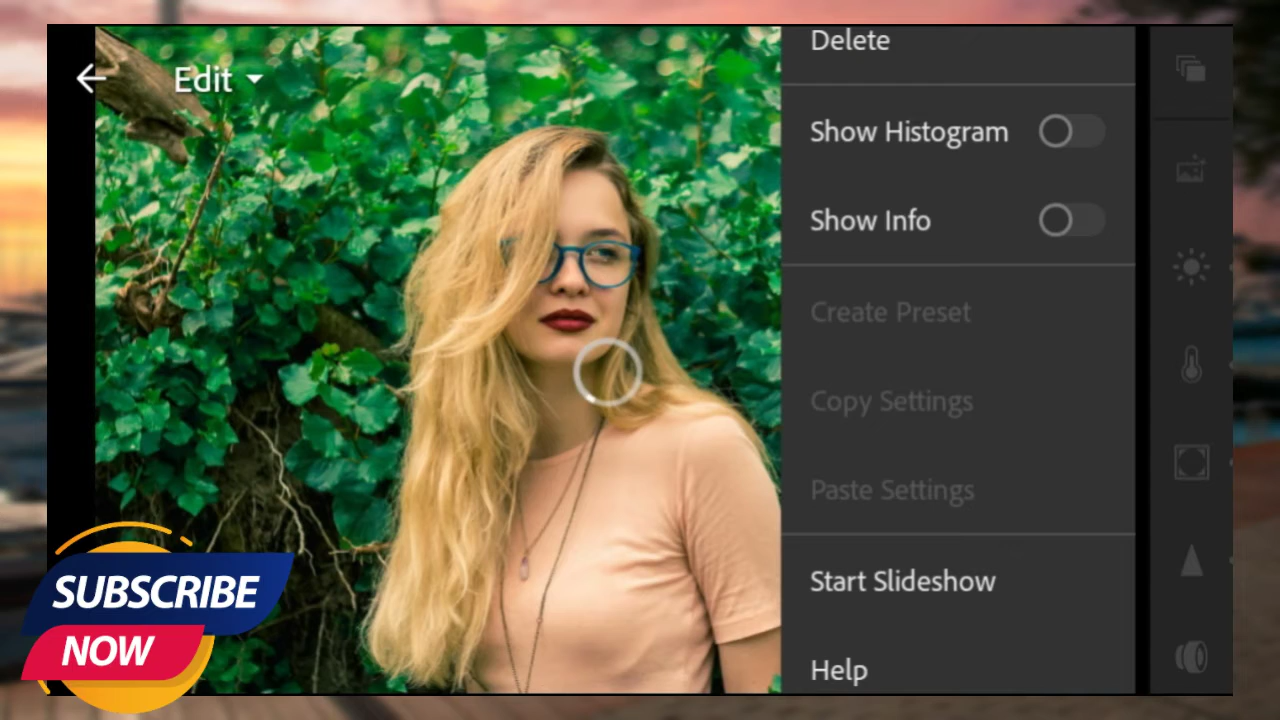 Edit
Delete
Show Histogram
Show Info
Create Preset
Copy Settings
Paste Settings
Start Slideshow
Help
SUBSCRIBE
NOW